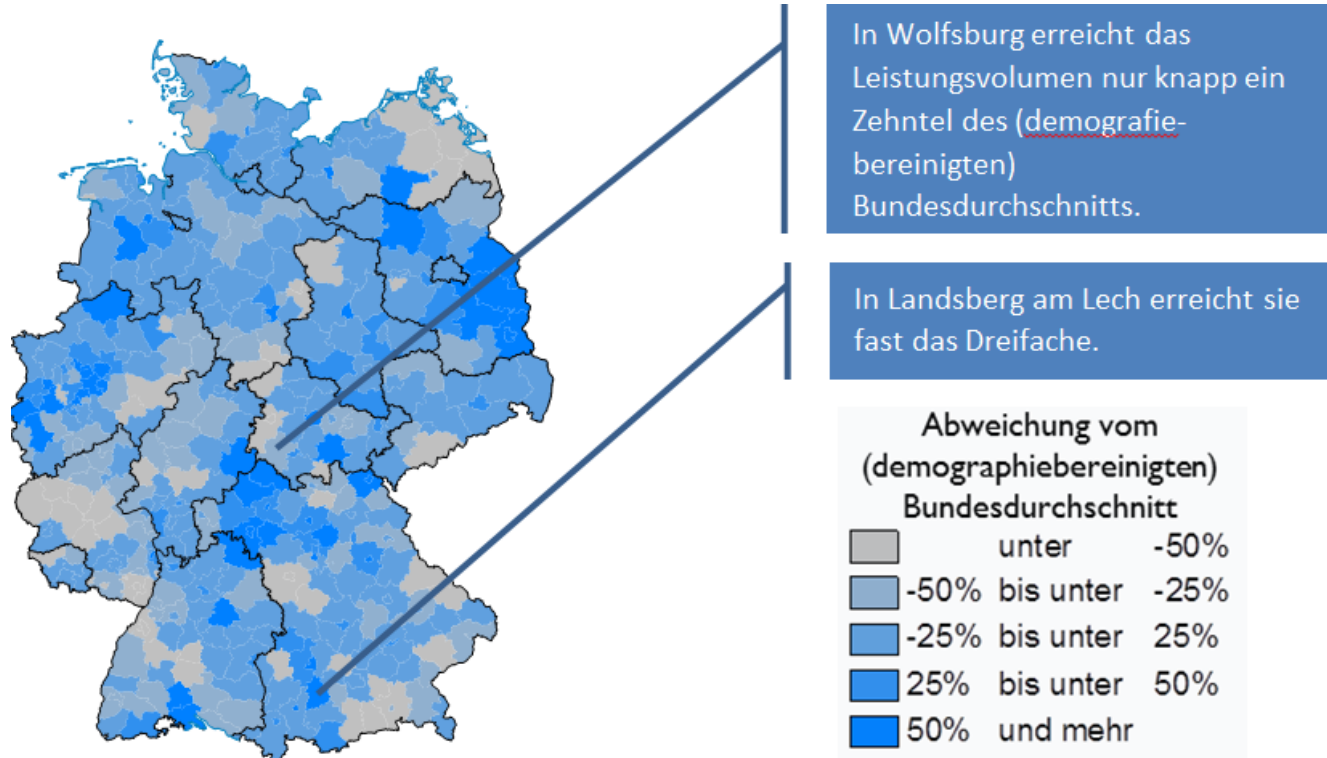 In Wolfsburg erreicht das
Leistungsvolumen nur knapp ein
Zehntel des (demografie-
bereinigten)
Bundesdurchschnitts.
In Landsberg am Lech erreicht sie
fast das Dreifache.
Abweichung vom
(demographiebereinigten)
Bundesdurchschnitt
unter -50%
-50% bis unter -25%
-25% bis unter 25%
25% bis unter 50%
50% und mehr